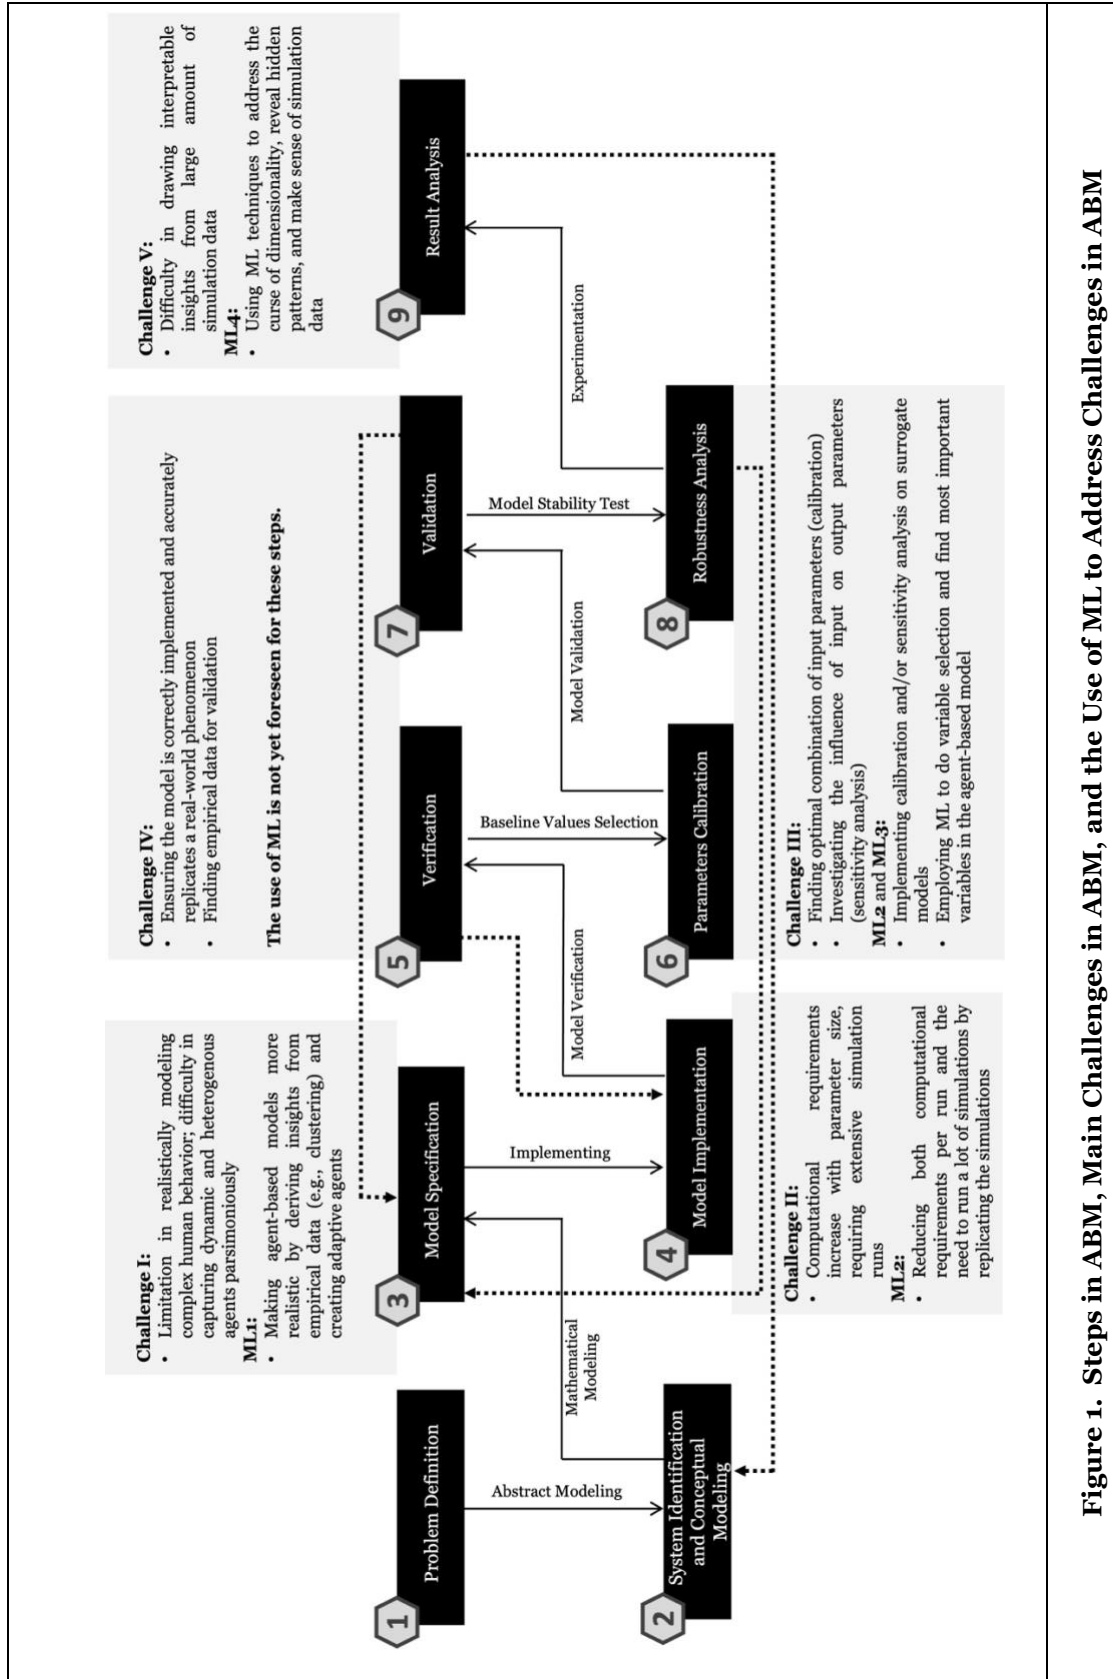 Challenge I:
• Limitation in realistically modeling
complex human behavior; difficulty in
capturing dynamic and heterogenous
agents parsimoniously
ML1:
• Making agent-based models more
realistic by deriving insights from
empirical data (e.g., clustering) and
creating adaptive agents
Challenge IV:
• Ensuring the model is correctly implemented and accurately
replicates a real-world phenomenon
• Finding empirical data for validation
The use of ML is not yet foreseen for these steps.
Challenge V:
• Difficulty in drawing interpretable
insights from large amount of
simulation data
ML4:
• Using ML techniques to address the
curse of dimensionality, reveal hidden
patterns, and make sense of simulation
data
1
Problem Definition
3
Model Specification
5
Verification
7
Validation
9
Result Analysis
Abstract Modeling
Mathematical
Modeling
Implementing
Model Verification
Baseline Values Selection
Model Validation
Model Stability Test
Experimentation
2
System Identification
and Conceptual
Modeling
4
Model Implementation
6
Parameters Calibration
8
Robustness Analysis
Challenge II:
• Computational requirements
increase with parameter size,
requiring extensive simulation
runs
ML2:
• Reducing both computational
requirements per run and the
need to run a lot of simulations by
replicating the simulations
Challenge III:
• Finding optimal combination of input parameters (calibration)
• Investigating the influence of input on output parameters
(sensitivity analysis)
ML2 and ML3:
• Implementing calibration and/or sensitivity analysis on surrogate
models
• Employing ML to do variable selection and find most important
variables in the agent-based model
Figure 1. Steps in ABM, Main Challenges in ABM, and the Use of ML to Address Challenges in ABM